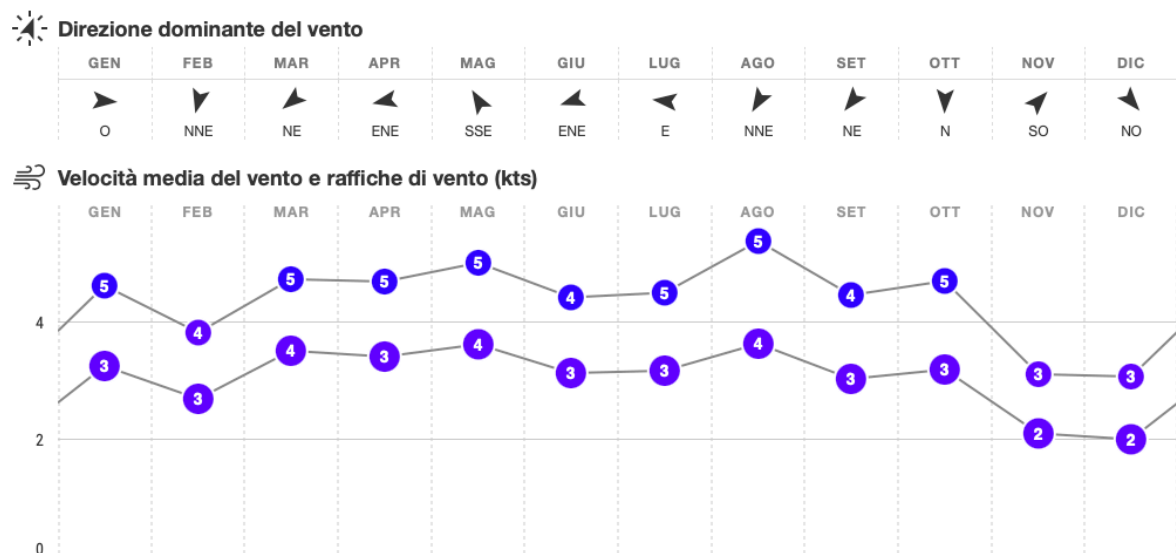 Direzione dominante del vento
GEN FEB MAR APR MAG GIU LUG AGO SET OTT NOV DIC
O NNE NE ENE SSE ENE E NNE NE N SO NO
Velocità media del vento e raffiche di vento (kts)
GEN FEB MAR APR MAG GIU LUG AGO SET OTT NOV DIC
5 4 5 5 5 4 5 5 4 5 3 3
4
3 3 4 3 4 3 3 4 3 3 2 2
2
0